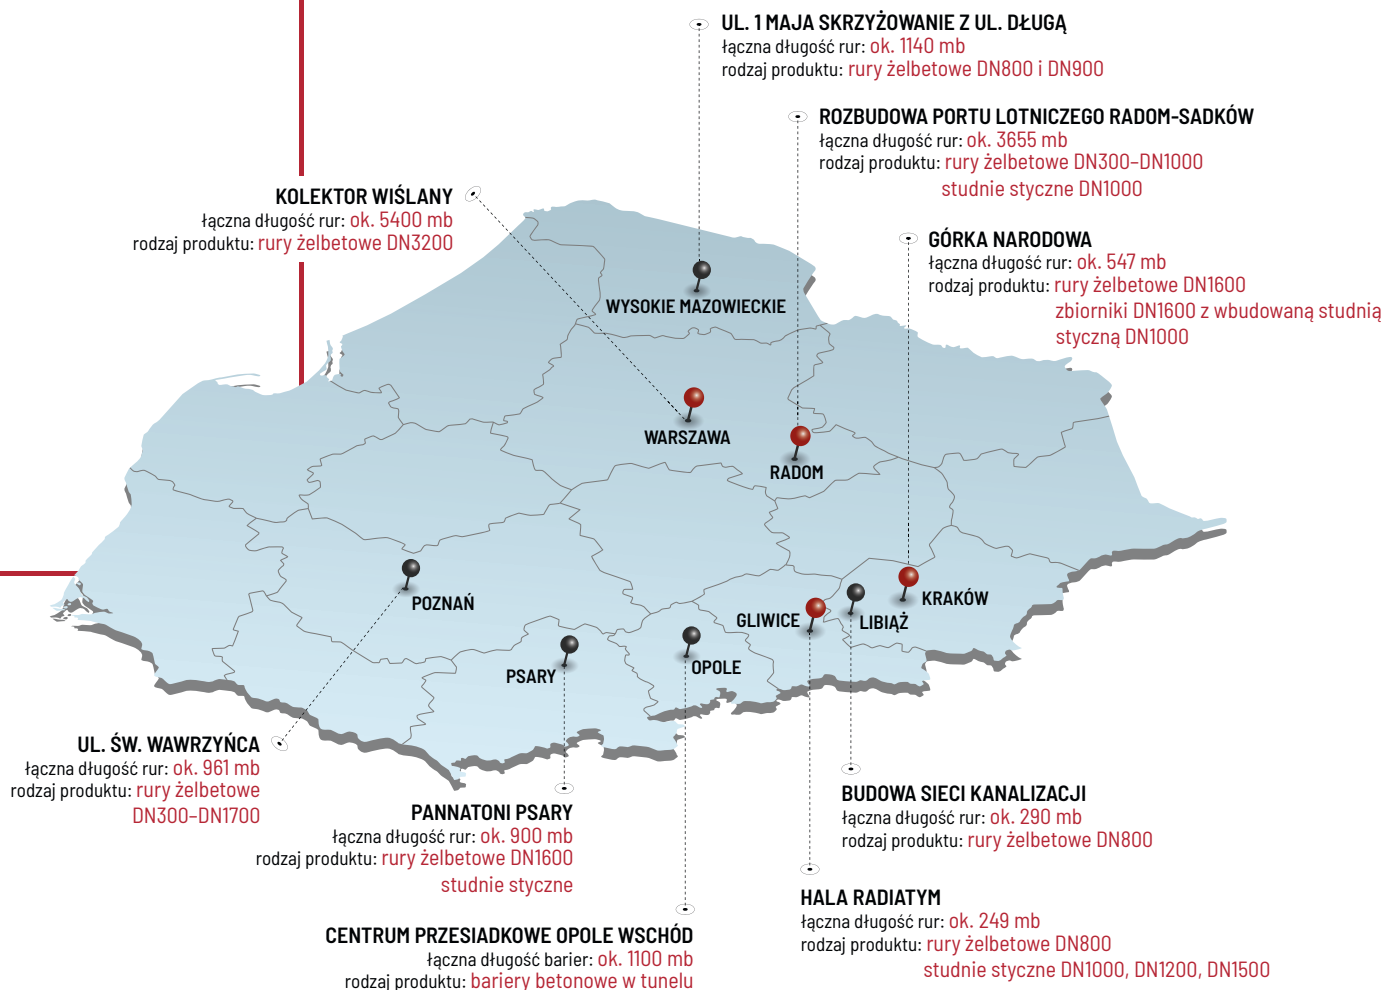 UL. 1 MAJA SKRZYŻOWANIE Z UL. DŁUGĄ
łączna długość rur: ok. 1140 mb
rodzaj produktu: rury żelbetowe DN800 i DN900
ROZBUDOWA PORTU LOTNICZEGO RADOM-SADKÓW
łączna długość rur: ok. 3655 mb
rodzaj produktu: rury żelbetowe DN300–DN1000
studnie styczne DN1000
KOLEKTOR WIŚLANY
łączna długość rur: ok. 5400 mb
rodzaj produktu: rury żelbetowe DN3200
GÓRKA NARODOWA
łączna długość rur: ok. 547 mb
rodzaj produktu: rury żelbetowe DN1600
zbiorniki DN1600 z wbudowaną studnią
styczną DN1000
WYSOKIE MAZOWIECKIE
WARSZAWA
RADOM
POZNAŃ
KRAKÓW
LIBIĄŻ
GLIWICE
OPOLE
PSARY
UL. ŚW. WAWRZYŃCA
łączna długość rur: ok. 961 mb
rodzaj produktu: rury żelbetowe
DN300–DN1700
PANNATONI PSARY
łączna długość rur: ok. 900 mb
rodzaj produktu: rury żelbetowe DN1600
studnie styczne
BUDOWA SIECI KANALIZACJI
łączna długość rur: ok. 290 mb
rodzaj produktu: rury żelbetowe DN800
HALA RADIATYM
łączna długość rur: ok. 249 mb
rodzaj produktu: rury żelbetowe DN800
studnie styczne DN1000, DN1200, DN1500
CENTRUM PRZESIADKOWE OPOLE WSCHÓD
łączna długość barier: ok. 1100 mb
rodzaj produktu: bariery betonowe w tunelu